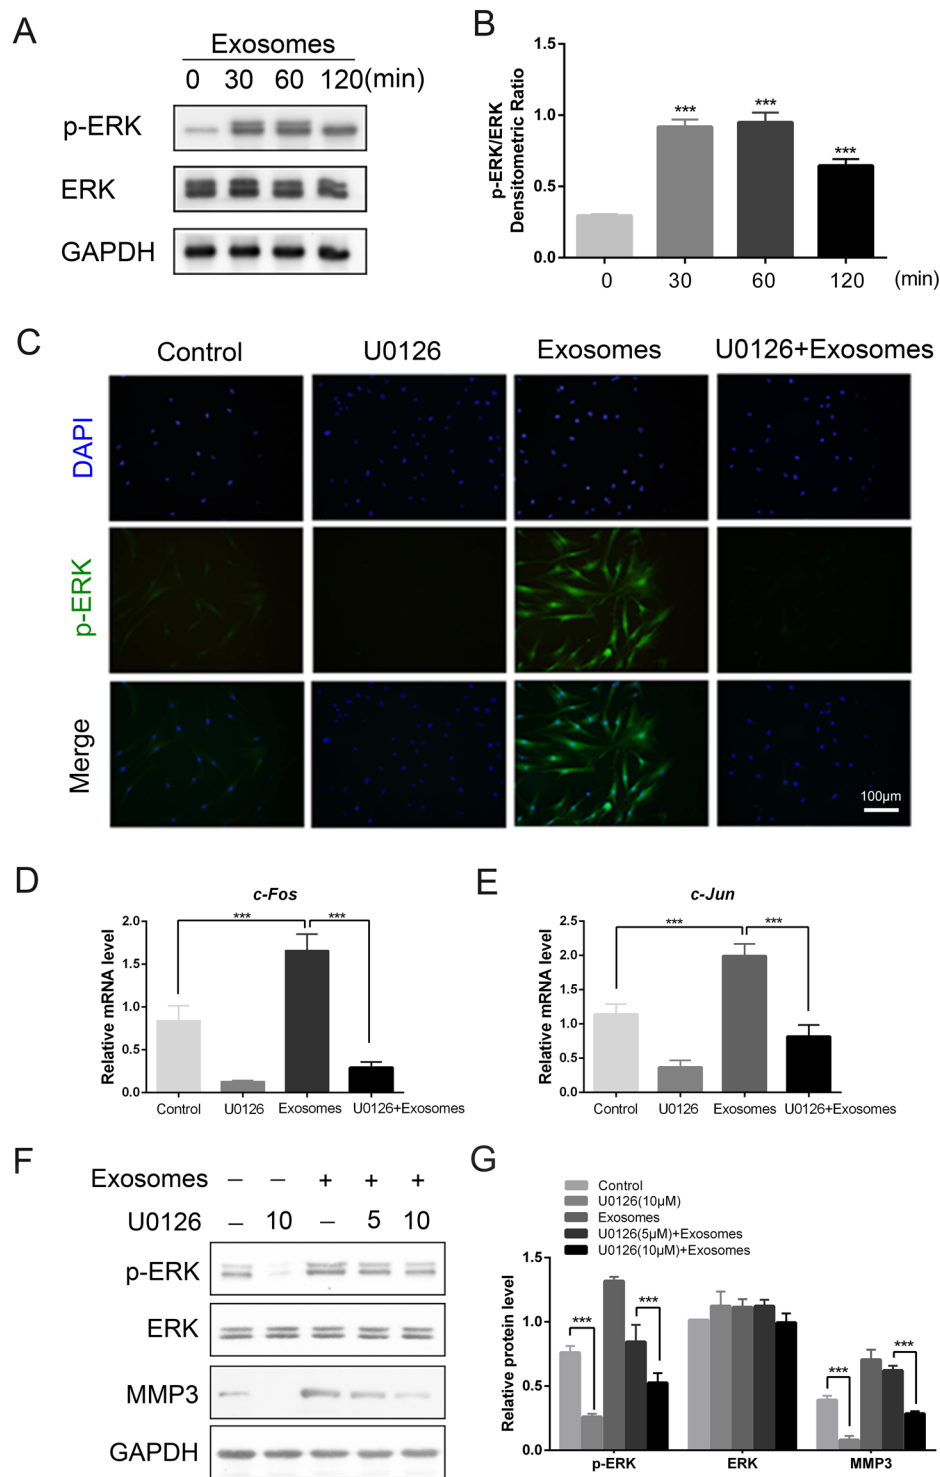 A
Exosomes
0 30 60 120(min)
p-ERK
ERK
GAPDH
B
p-ERK/ERK
Densitometric Ratio
1.5
1.0
0.5
0.0
*** *** ***
0 30 60 120 (min)
C
Control U0126 Exosomes U0126+Exosomes
DAPI
p-ERK
Merge
100μm
D
c-Fos
Relative mRNA level
2.0
1.5
1.0
0.5
0.0
*** ***
Control U0126 Exosomes U0126+Exosomes
E
c-Jun
Relative mRNA level
2.5
2.0
1.5
1.0
0.5
0.0
*** ***
Control U0126 Exosomes U0126+Exosomes
F
Exosomes – – + + +
U0126 – 10 – 5 10
p-ERK
ERK
MMP3
GAPDH
G
Control
U0126(10μM)
Exosomes
U0126(5μM)+Exosomes
U0126(10μM)+Exosomes
Relative protein level
1.5
1.0
0.5
0.0
*** *** *** ***
p-ERK ERK MMP3